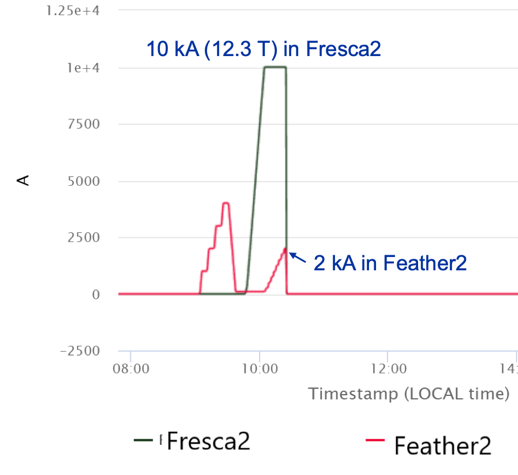 1.25e+4
10 kA (12.3 T) in Fresca2
1e+4
7500
A
5000
2500
2 kA in Feather2
0
-2500
08:00 10:00 12:00 14:
Timestamp (LOCAL time)
Fresca2 Feather2